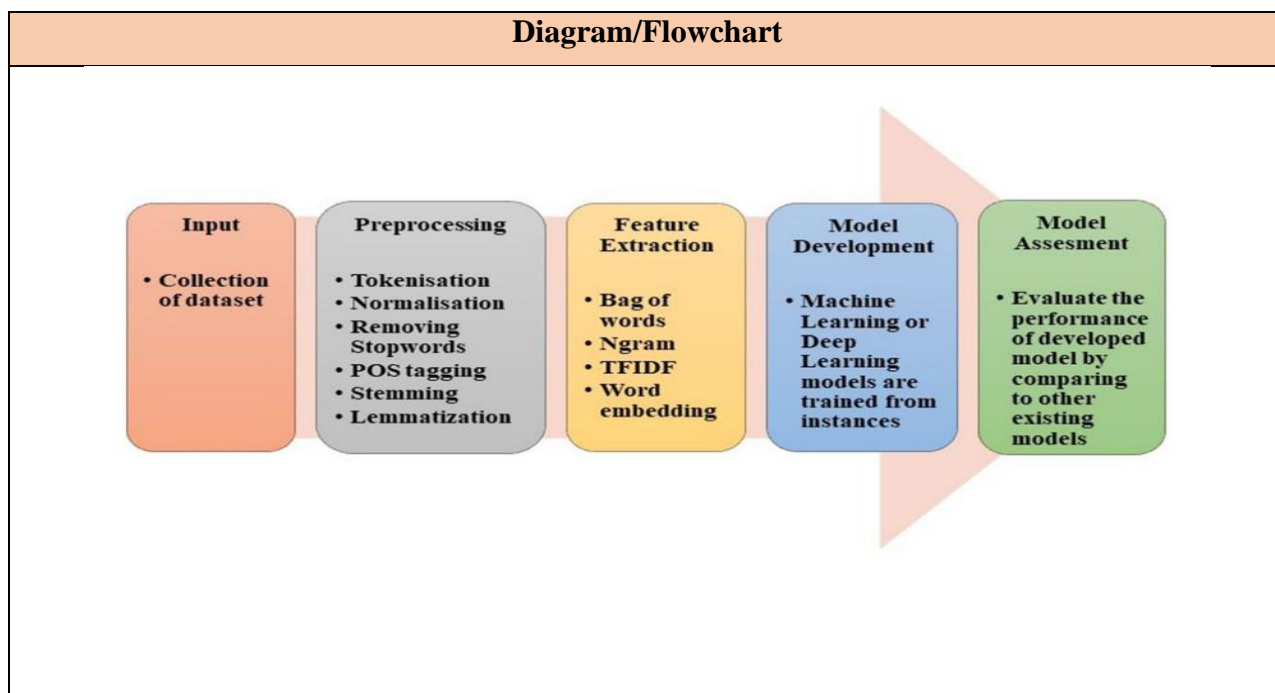 Diagram/Flowchart
Input
• Collection
of dataset
Preprocessing
• Tokenisation
• Normalisation
• Removing
Stopwords
• POS tagging
• Stemming
• Lemmatization
Feature
Extraction
• Bag of
words
• Ngram
• TFIDF
• Word
embedding
Model
Development
• Machine
Learning or
Deep
Learning
models are
trained from
instances
Model
Assesment
• Evaluate the
performance
of developed
model by
comparing
to other
existing
models